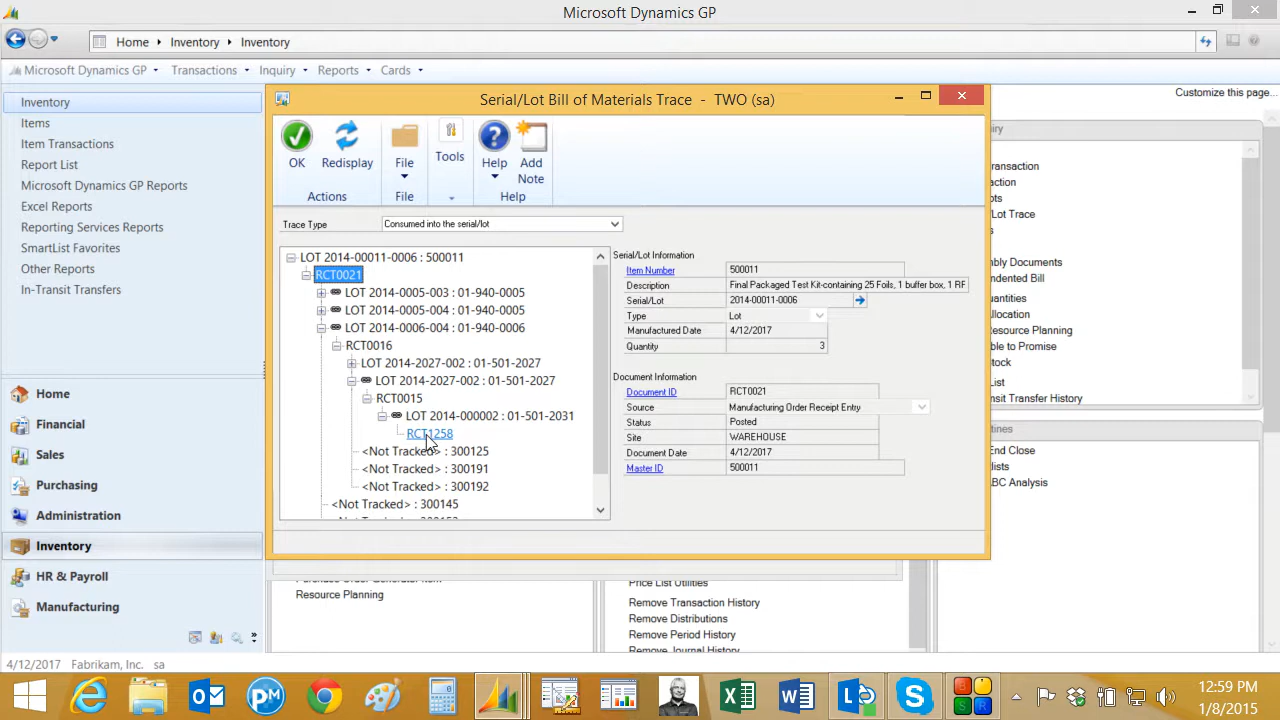 Microsoft Dynamics GP
Home Inventory Inventory
Microsoft Dynamics GP Transactions Inquiry Reports Cards
Customize this page...
Inventory
Items
Item Transactions
Report List
Microsoft Dynamics GP Reports
Excel Reports
Reporting Services Reports
SmartList Favorites
Other Reports
In-Transit Transfers
Home
Financial
Sales
Purchasing
Administration
Inventory
HR & Payroll
Manufacturing
Serial/Lot Bill of Materials Trace - TWO (sa)
OK Redisplay File Tools Help Add Note
Actions File Help
Trace Type Consumed into the serial/lot
LOT 2014-00011-0006 : 500011
RCT0021
LOT 2014-0005-003 : 01-940-0005
LOT 2014-0005-004 : 01-940-0005
LOT 2014-0006-004 : 01-940-0006
RCT0016
LOT 2014-2027-002 : 01-501-2027
LOT 2014-2027-002 : 01-501-2027
RCT0015
LOT 2014-000002 : 01-501-2031
RCT1258
<Not Tracked> : 300125
<Not Tracked> : 300191
<Not Tracked> : 300192
<Not Tracked> : 300145
Serial/Lot Information
Item Number 500011
Description Final Packaged Test Kit-containing 25 Foils, 1 buffer box, 1 RF
Serial/Lot 2014-00011-0006
Type Lot
Manufactured Date 4/12/2017
Quantity 3
Document Information
Document ID RCT0021
Source Manufacturing Order Receipt Entry
Status Posted
Site WAREHOUSE
Document Date 4/12/2017
Master ID 500011
Resource Planning
Price List Utilities
Remove Transaction History
Remove Distributions
Remove Period History
Remove Journal History
iry
ansaction
ction
ots
Lot Trace
bly Documents
dented Bill
uantities
location
Resource Planning
ble to Promise
tock
List
nsit Transfer History
tines
nd Close
lists
BC Analysis
4/12/2017 Fabrikam, Inc. sa
12:59 PM
1/8/2015